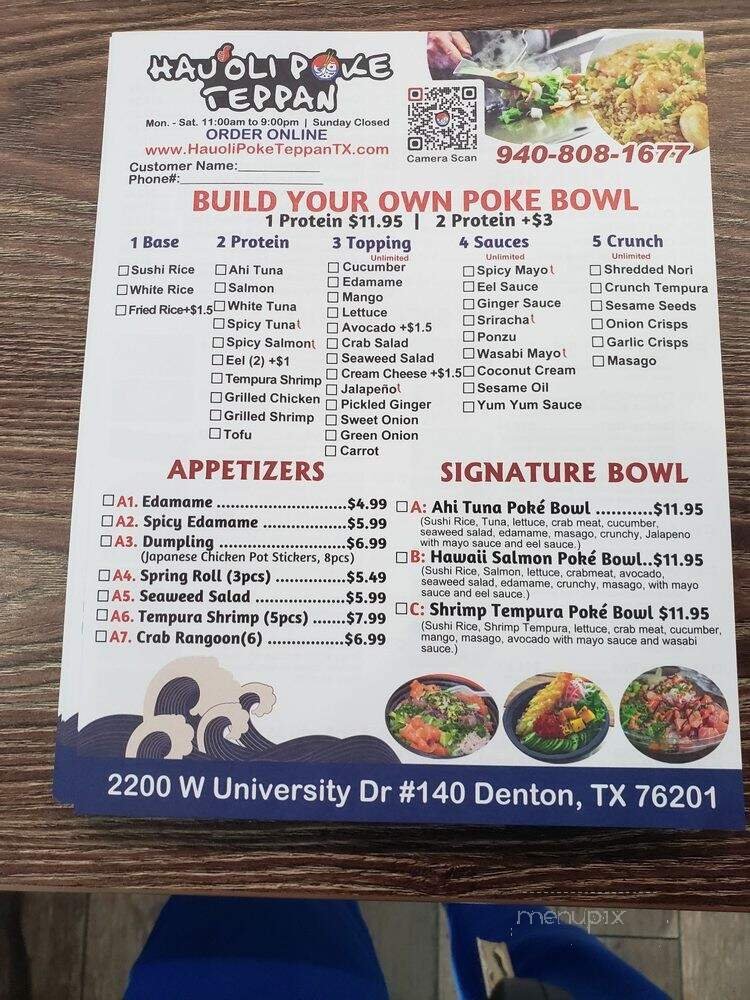 HAU'OLI POKE
TEPPAN
Mon. - Sat. 11:00am to 9:00pm | Sunday Closed
ORDER ONLINE
www.HauoliPokeTeppanTX.com
Camera Scan
940-808-1677
Customer Name:__________
Phone#:__________________
BUILD YOUR OWN POKE BOWL
1 Protein $11.95 | 2 Protein +$3
1 Base
Sushi Rice
White Rice
Fried Rice+$1.5
2 Protein
Ahi Tuna
Salmon
White Tuna
Spicy Tuna
Spicy Salmon
Eel (2) +$1
Tempura Shrimp
Grilled Chicken
Grilled Shrimp
Tofu
3 Topping
Unlimited
Cucumber
Edamame
Mango
Lettuce
Avocado +$1.5
Crab Salad
Seaweed Salad
Cream Cheese +$1.5
Jalapeño
Pickled Ginger
Sweet Onion
Green Onion
Carrot
4 Sauces
Unlimited
Spicy Mayo
Eel Sauce
Ginger Sauce
Sriracha
Ponzu
Wasabi Mayo
Coconut Cream
Sesame Oil
Yum Yum Sauce
5 Crunch
Unlimited
Shredded Nori
Crunch Tempura
Sesame Seeds
Onion Crisps
Garlic Crisps
Masago
APPETIZERS
A1. Edamame ......................$4.99
A2. Spicy Edamame ...............$5.99
A3. Dumpling ......................$6.99
(Japanese Chicken Pot Stickers, 8pcs)
A4. Spring Roll (3pcs) .............$5.49
A5. Seaweed Salad ................$5.99
A6. Tempura Shrimp (5pcs) .......$7.99
A7. Crab Rangoon(6) ..............$6.99
SIGNATURE BOWL
A: Ahi Tuna Poké Bowl ...........$11.95
(Sushi Rice, Tuna, lettuce, crab meat, cucumber,
seaweed salad, edamame, masago, crunchy, Jalapeno
with mayo sauce and eel sauce.)
B: Hawaii Salmon Poké Bowl..$11.95
(Sushi Rice, Salmon, lettuce, crabmeat, avocado,
seaweed salad, edamame, crunchy, masago, with mayo
sauce and eel sauce.)
C: Shrimp Tempura Poké Bowl $11.95
(Sushi Rice, Shrimp Tempura, lettuce, crab meat, cucumber,
mango, masago, avocado with mayo sauce and wasabi
sauce.)
2200 W University Dr #140 Denton, TX 76201
menupix